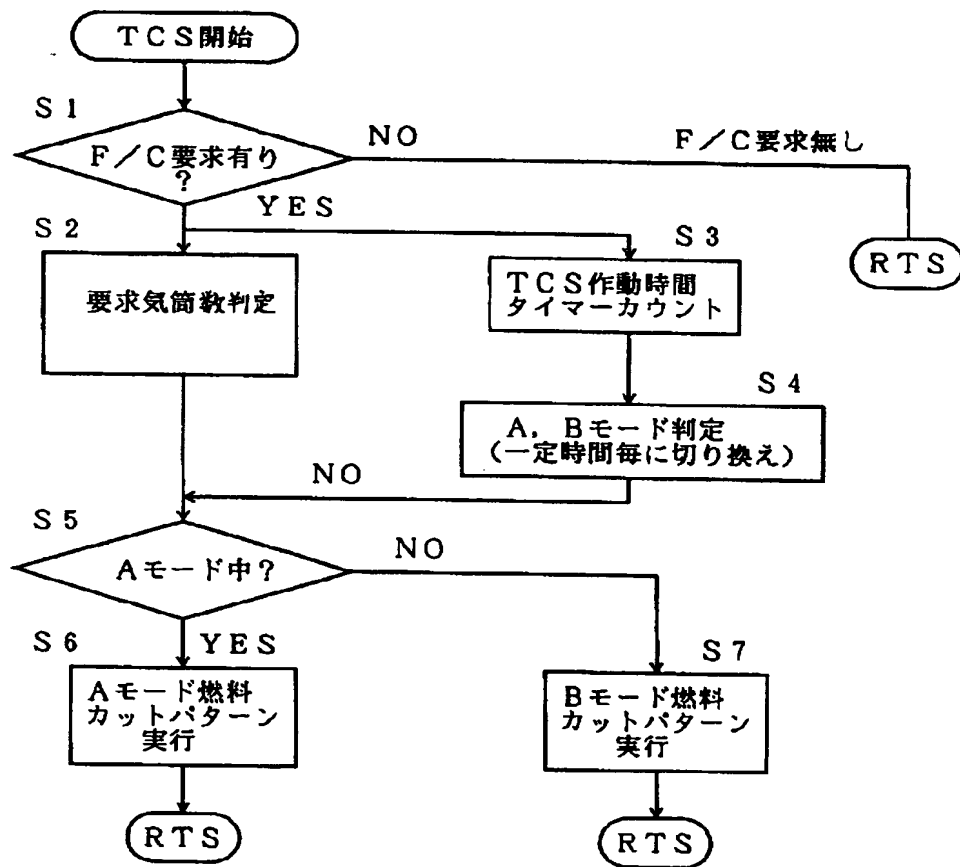 TCS開始
S1
F/C要求有り
?
NO
F/C要求無し
RTS
YES
S2
要求気筒数判定
S3
TCS作動時間
タイマーカウント
S4
A,Bモード判定
(一定時間毎に切り換え)
NO
S5
Aモード中?
NO
S6
YES
Aモード燃料
カットパターン
実行
S7
Bモード燃料
カットパターン
実行
RTS
RTS